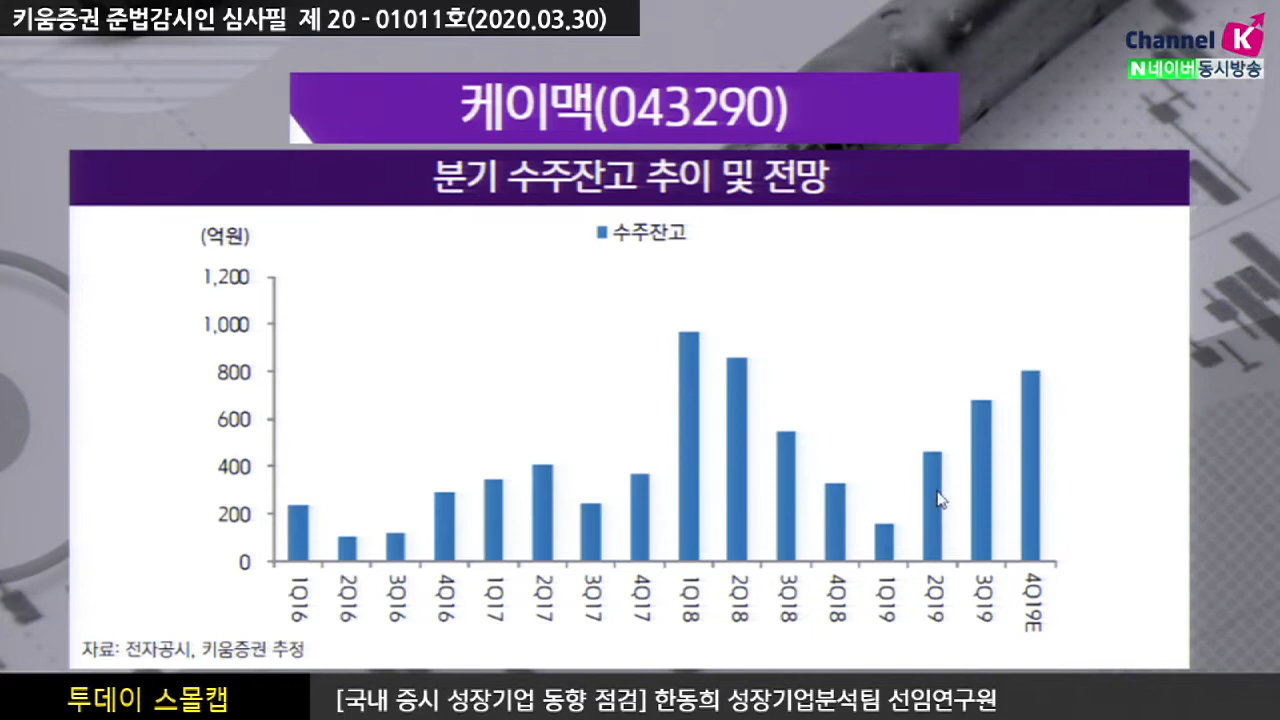 키움증권 준법감시인 심사필 제 20 - 01011호(2020.03.30)
Channel K
N 네이버 동시방송
케이맥(043290)
분기 수주잔고 추이 및 전망
(억원)
수주잔고
1,200
1,000
800
600
400
200
0
1Q16 2Q16 3Q16 4Q16 1Q17 2Q17 3Q17 4Q17 1Q18 2Q18 3Q18 4Q18 1Q19 2Q19 3Q19 4Q19E
자료: 전자공시, 키움증권 추정
투데이 스몰캡
[국내 증시 성장기업 동향 점검] 한동희 성장기업분석팀 선임연구원